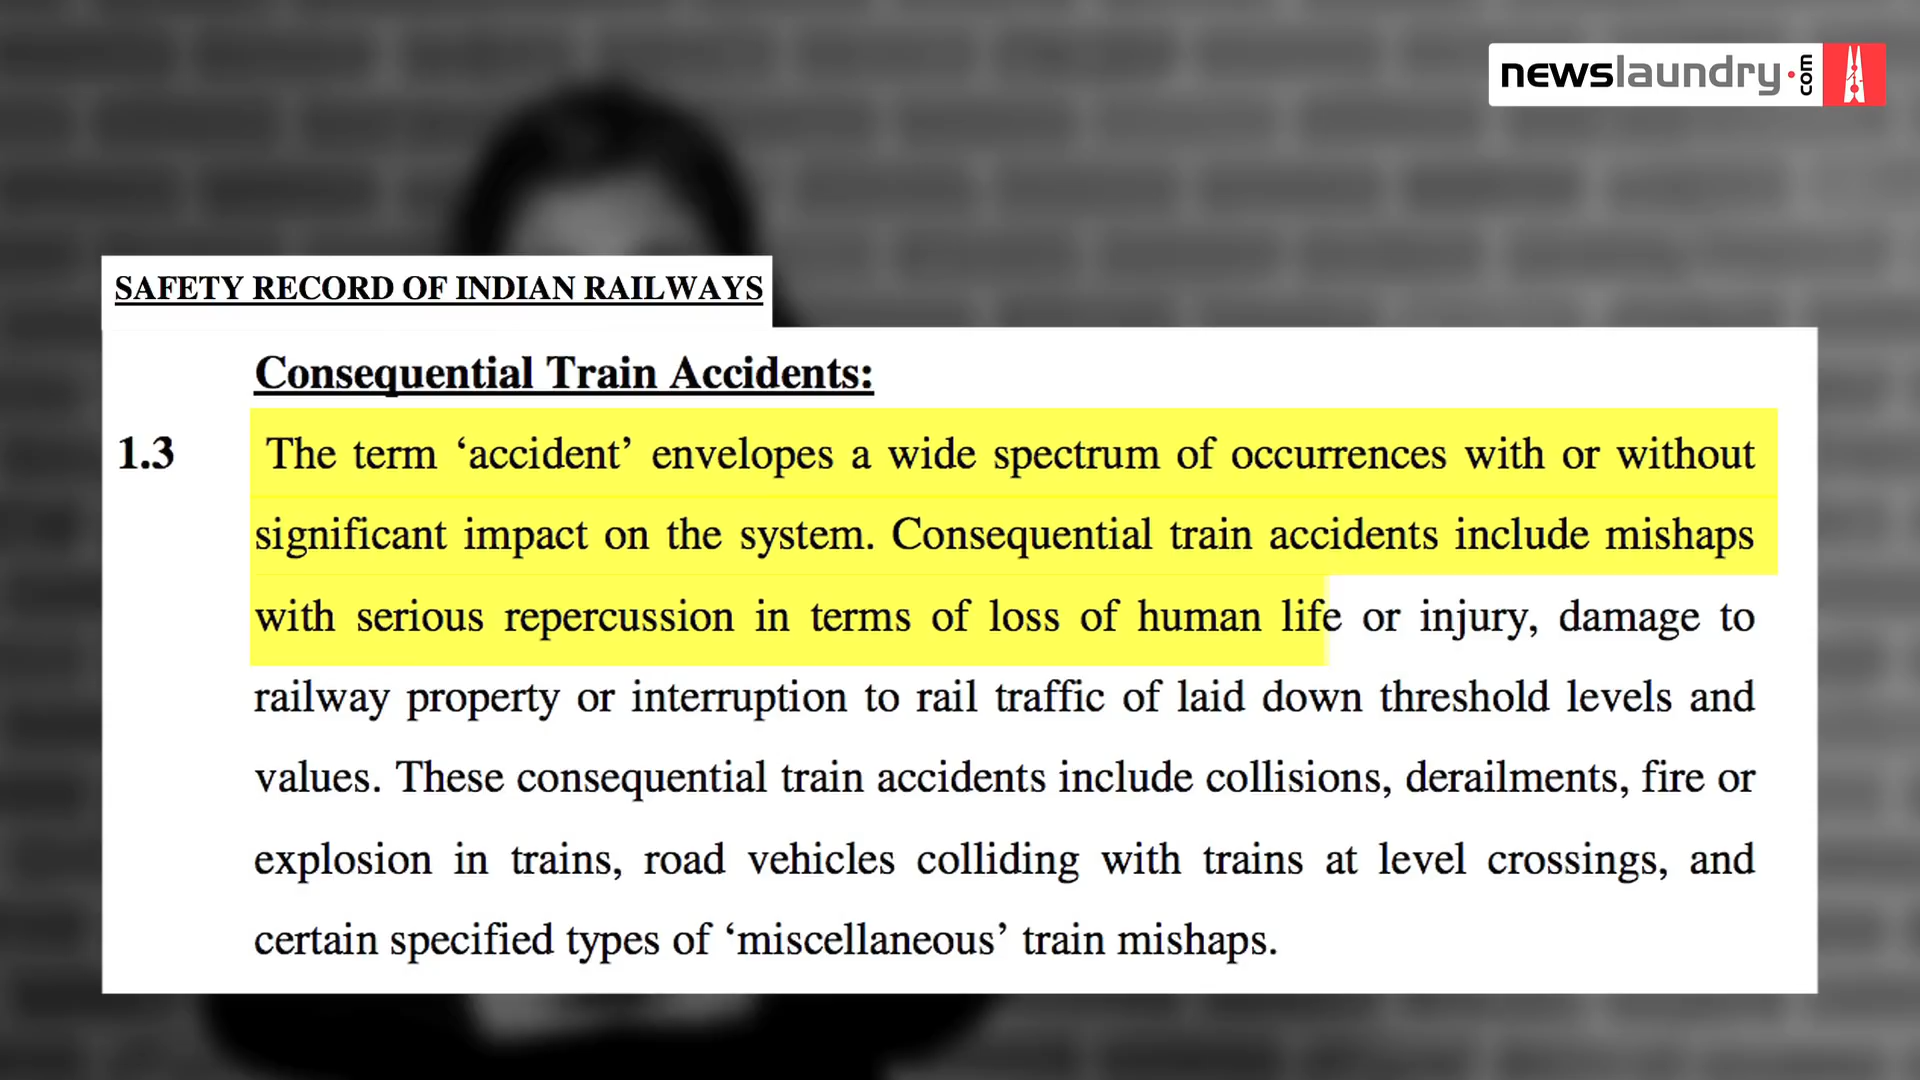 newslaundry.com
SAFETY RECORD OF INDIAN RAILWAYS
Consequential Train Accidents:
1.3 The term ‘accident’ envelopes a wide spectrum of occurrences with or without
significant impact on the system. Consequential train accidents include mishaps
with serious repercussion in terms of loss of human life or injury, damage to
railway property or interruption to rail traffic of laid down threshold levels and
values. These consequential train accidents include collisions, derailments, fire or
explosion in trains, road vehicles colliding with trains at level crossings, and
certain specified types of ‘miscellaneous’ train mishaps.